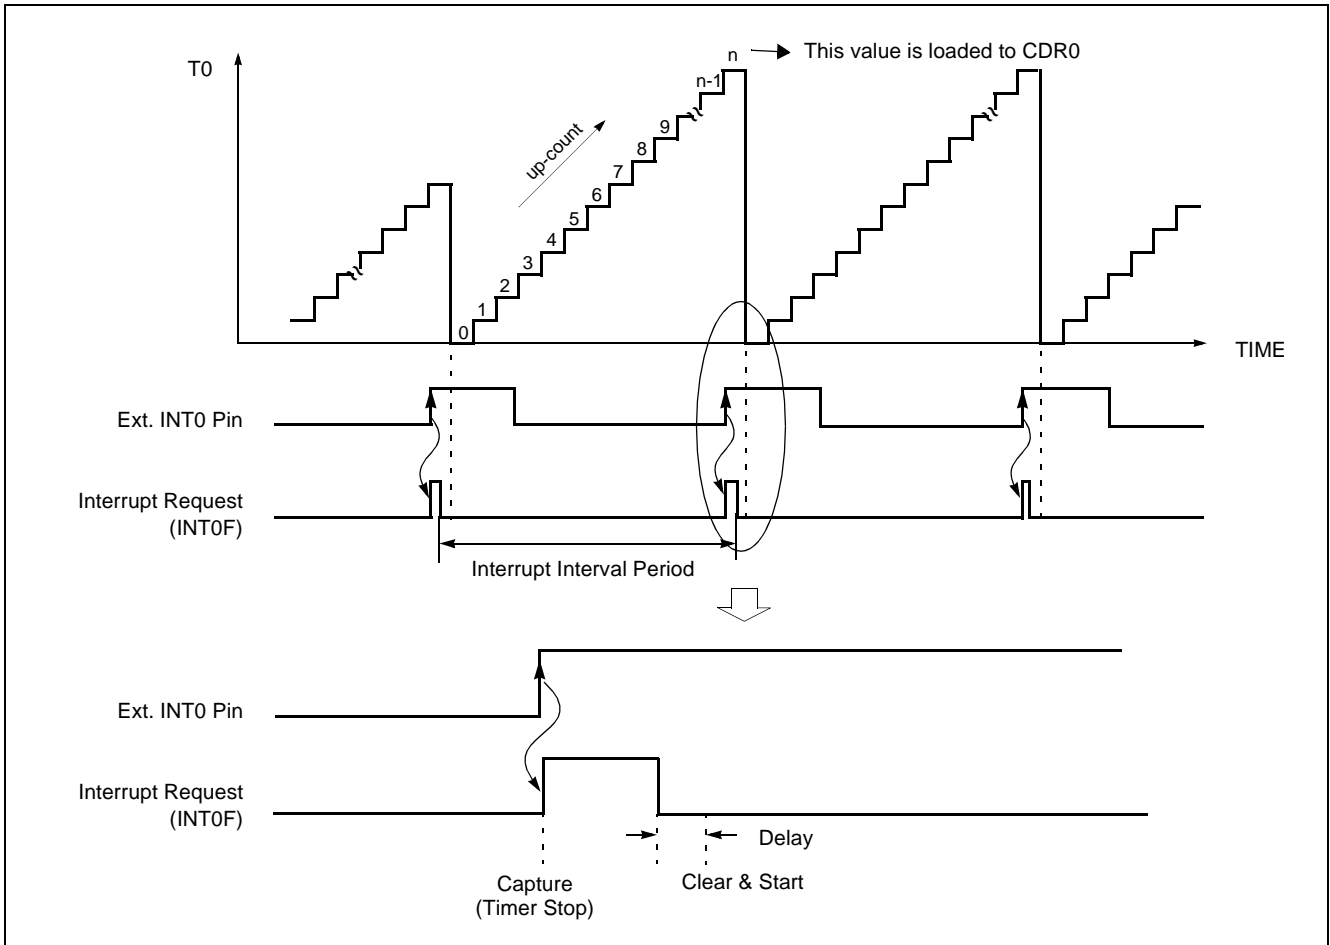 n
This value is loaded to CDR0
T0
n-1
up-count
9
8
7
6
5
4
3
2
1
0
TIME
Ext. INT0 Pin
Interrupt Request
(INT0F)
Interrupt Interval Period
Ext. INT0 Pin
Interrupt Request
(INT0F)
Delay
Capture
(Timer Stop)
Clear & Start